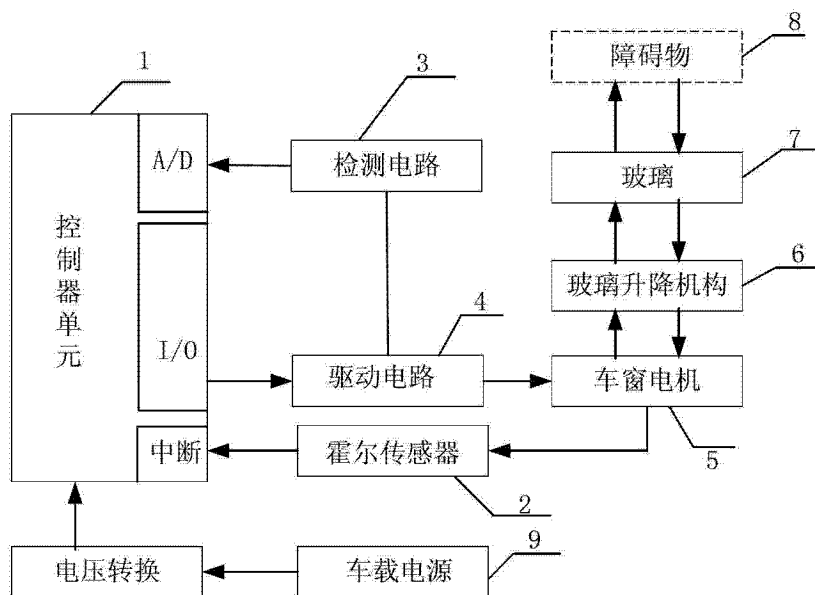 障碍物
8
1
3
A/D
检测电路
玻璃
7
控制器单元
玻璃升降机构
6
I/O
4
驱动电路
车窗电机
5
中断
霍尔传感器
2
电压转换
车载电源
9